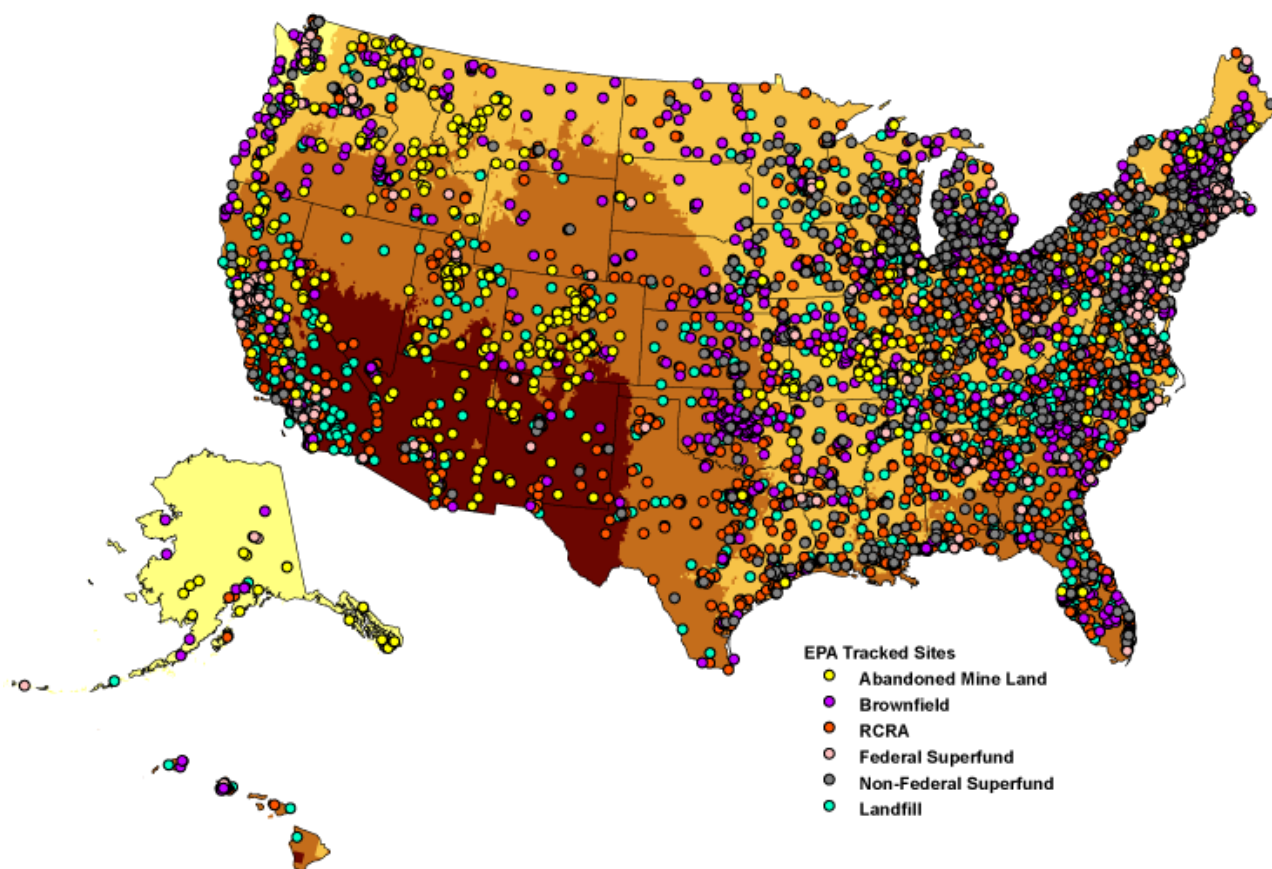 EPA Tracked Sites
Abandoned Mine Land
Brownfield
RCRA
Federal Superfund
Non-Federal Superfund
Landfill